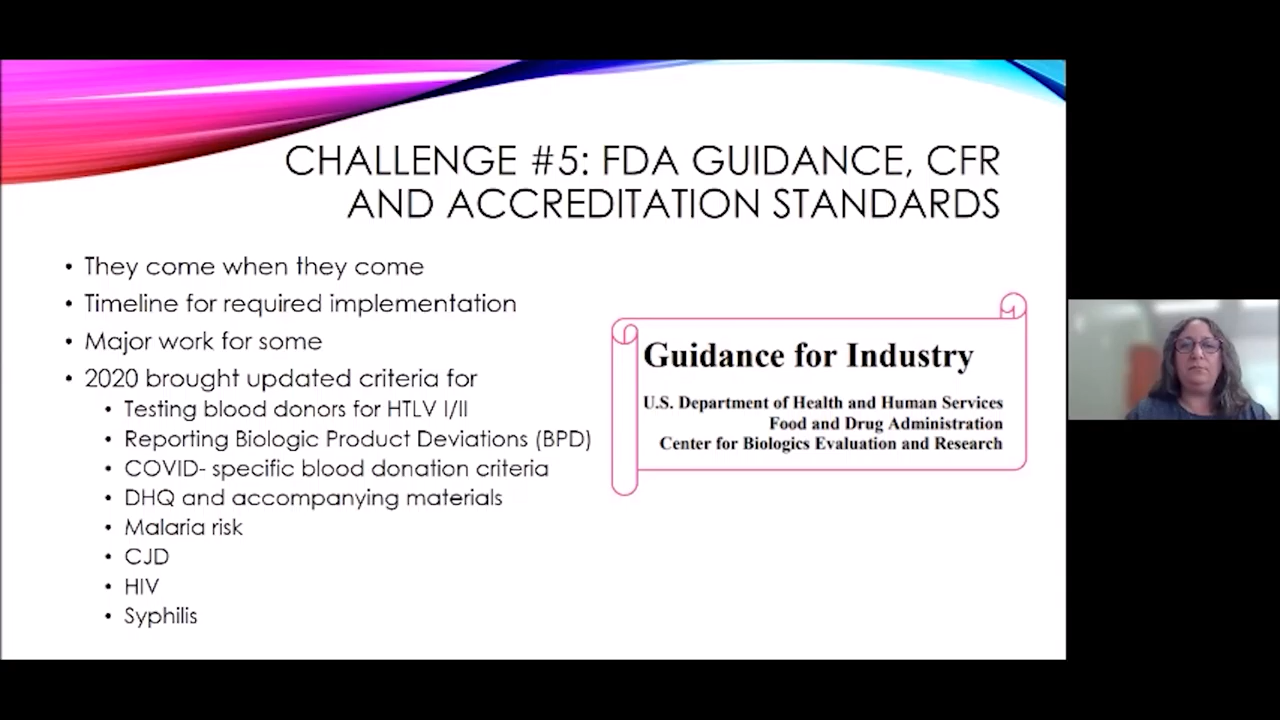 CHALLENGE #5: FDA GUIDANCE, CFR
AND ACCREDITATION STANDARDS
• They come when they come
• Timeline for required implementation
• Major work for some
• 2020 brought updated criteria for
• Testing blood donors for HTLV I/II
• Reporting Biologic Product Deviations (BPD)
• COVID- specific blood donation criteria
• DHQ and accompanying materials
• Malaria risk
• CJD
• HIV
• Syphilis
Guidance for Industry
U.S. Department of Health and Human Services
Food and Drug Administration
Center for Biologics Evaluation and Research